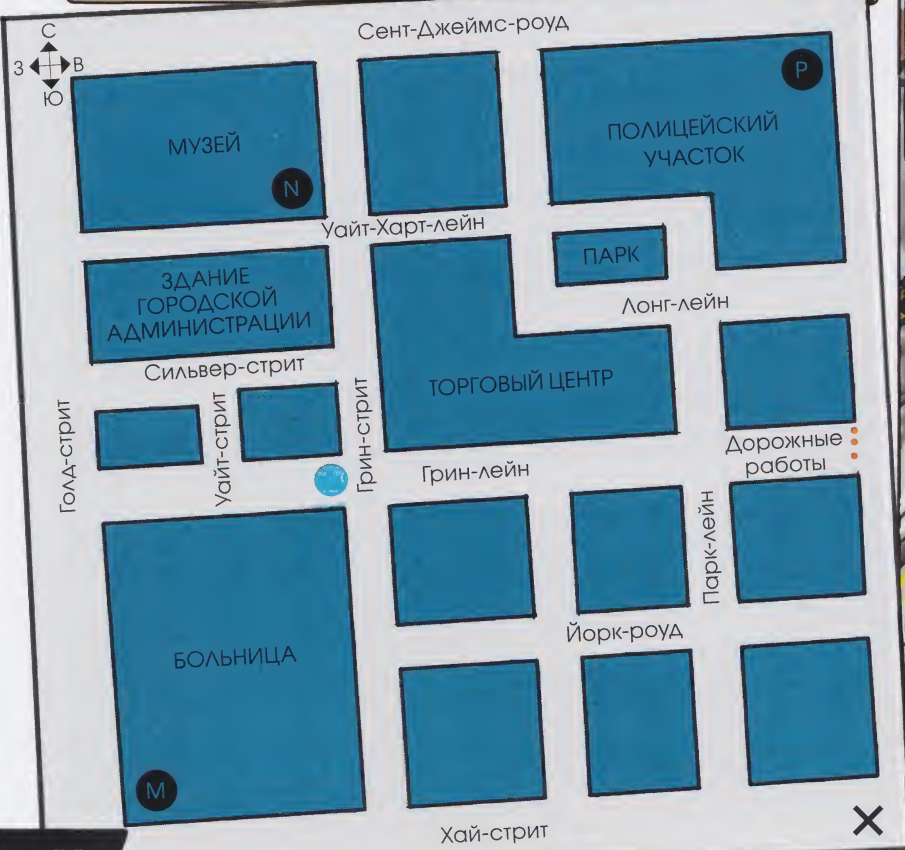 Сент-Джеймс-роуд
С
З В
Ю
Р
МУЗЕЙ
ПОЛИЦЕЙСКИЙ
УЧАСТОК
N
Уайт-Харт-лейн
ПАРК
ЗДАНИЕ
ГОРОДСКОЙ
АДМИНИСТРАЦИИ
Лонг-лейн
Сильвер-стрит
ТОРГОВЫЙ ЦЕНТР
Голд-стрит
Уайт-стрит
Грин-стрит
Дорожные
работы
Грин-лейн
Парк-лейн
Йорк-роуд
БОЛЬНИЦА
М
Хай-стрит